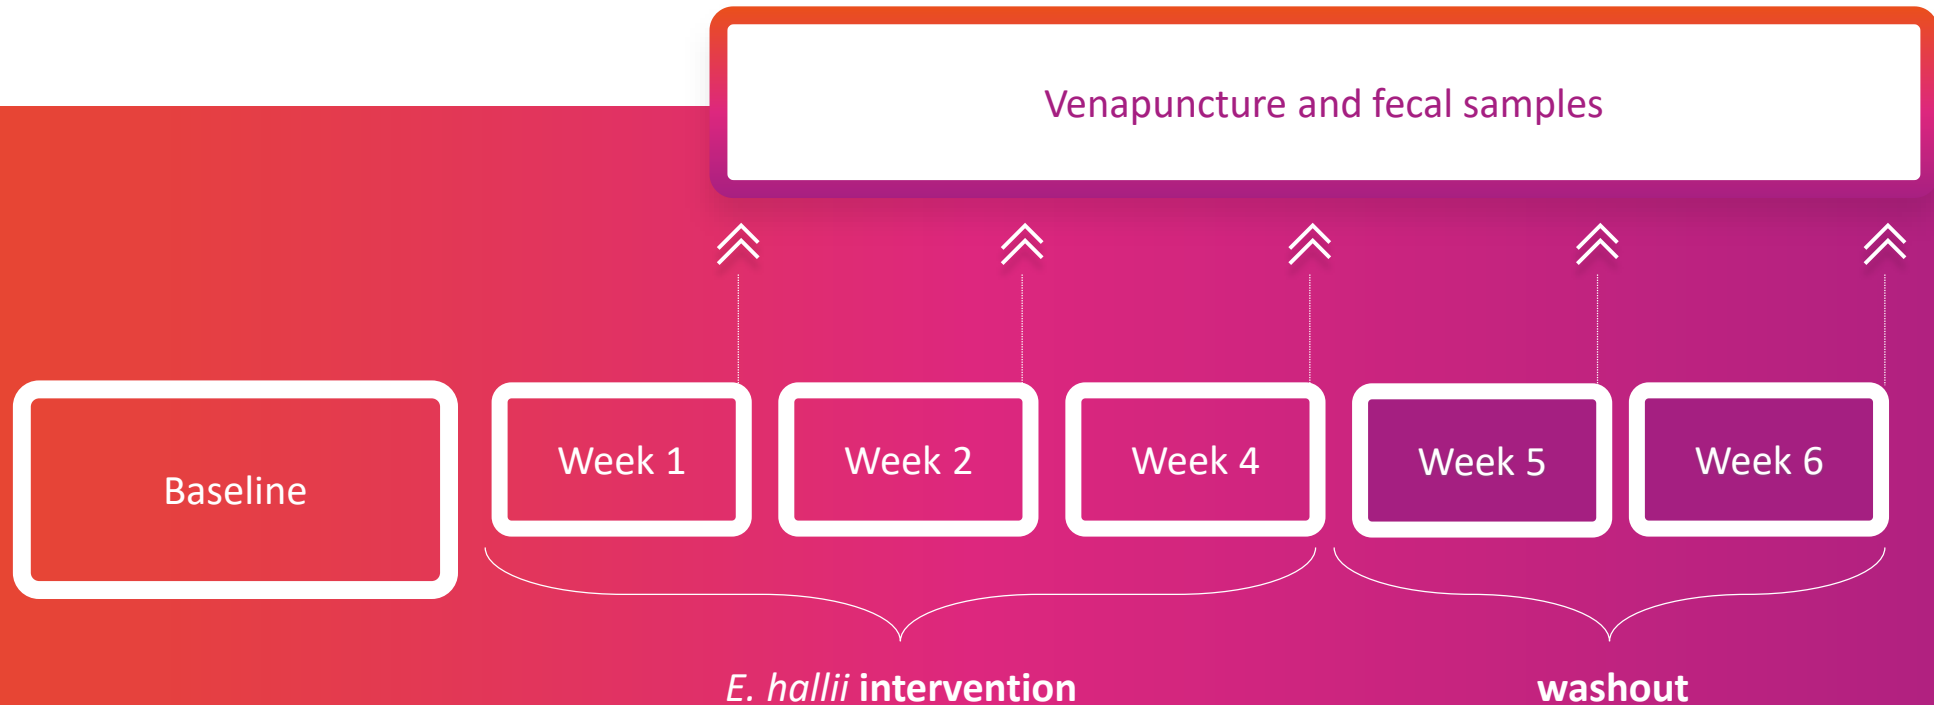 Venapuncture and fecal samples
Baseline
Week 1
Week 2
Week 4
Week 5
Week 6
E. hallii intervention
washout